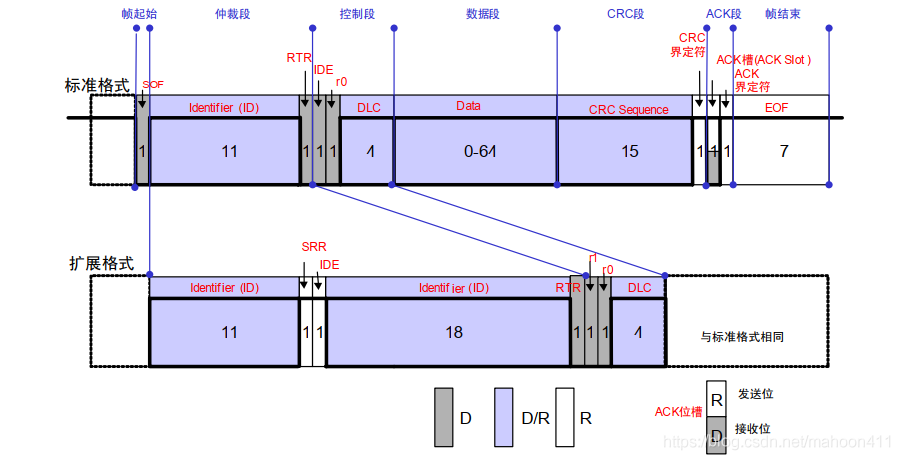 帧起始 仲裁段 控制段 数据段 CRC段 ACK段 帧结束
标准格式
SOF
RTR
IDE
r0
CRC
界定符
ACK槽(ACK Slot)
ACK
界定符
Identifier (ID) DLC Data CRC Sequence EOF
1 11 1 1 1 4 0-64 15 1 1 1 7
扩展格式
SRR
IDE
r1
r0
Identifier (ID) Identifier (ID) RTR DLC
11 1 1 18 1 1 1 4 与标准格式相同
D D/R R
ACK位槽
R 发送位
D 接收位
https://blog.csdn.net/mahoon411